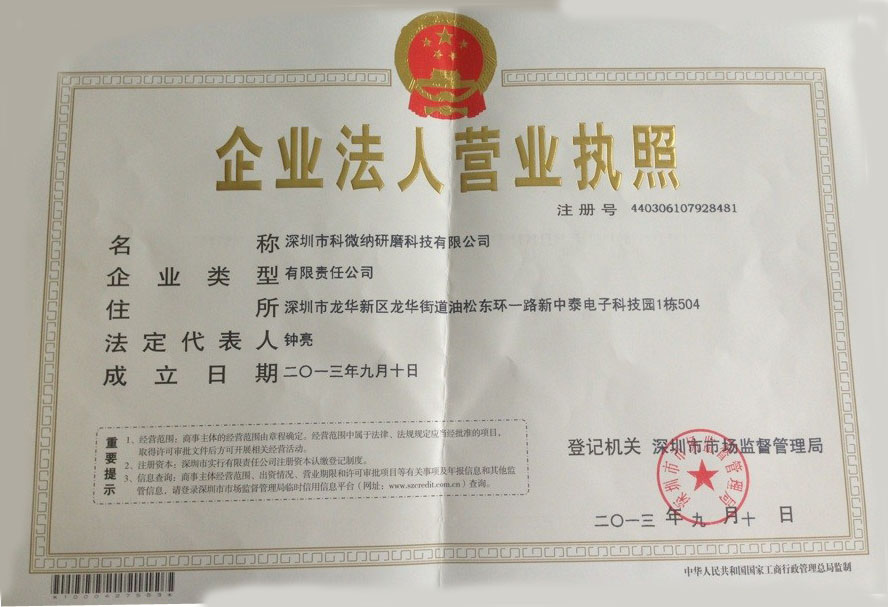 企业法人营业执照
注册号 440306107928481
名称 深圳市科微纳研磨科技有限公司
企业类型 有限责任公司
住所 深圳市龙华新区龙华街道油松东环一路新中泰电子科技园1栋504
法定代表人 钟亮
成立日期 二〇一三年九月十日
重要提示
1、经营范围：商事主体的经营范围由章程确定。经营范围中属于法律、法规规定应当经批准的项目，
取得许可审批文件后方可开展相关经营活动。
2、注册资本：深圳市实行有限责任公司注册资本认缴登记制度。
3、信息查询：商事主体经营范围、出资情况、营业期限和许可审批项目等有关事项及年报信息和其他监
管信息，请登录深圳市市场监督管理局临时信用信息平台（网址：www.szcredit.com.cn）查询。
登记机关 深圳市市场监督管理局
深圳市市场监督管理局
二〇一三年九月十日
中华人民共和国国家工商行政管理总局监制